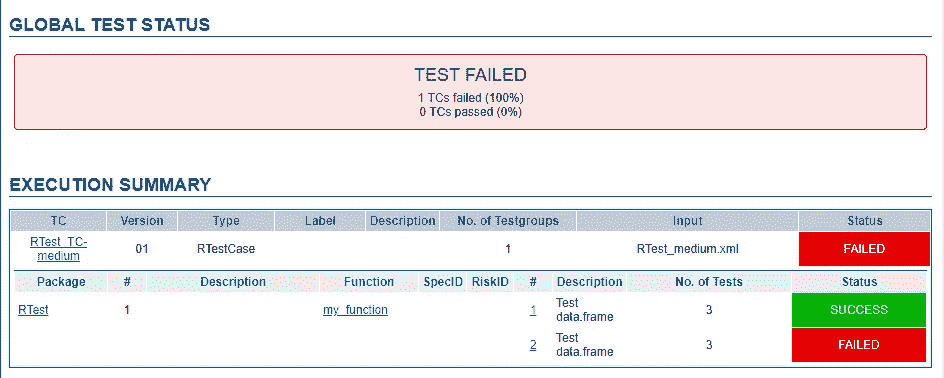 GLOBAL TEST STATUS
TEST FAILED
1 TCs failed (100%)
0 TCs passed (0%)
EXECUTION SUMMARY
TC Version Type Label Description No. of Testgroups Input Status
RTest_TC-
medium 01 RTestCase 1 RTest_medium.xml FAILED
Package # Description Function SpecID RiskID # Description No. of Tests Status
RTest 1 my_function 1 Test
data.frame 3 SUCCESS
2 Test
data.frame 3 FAILED